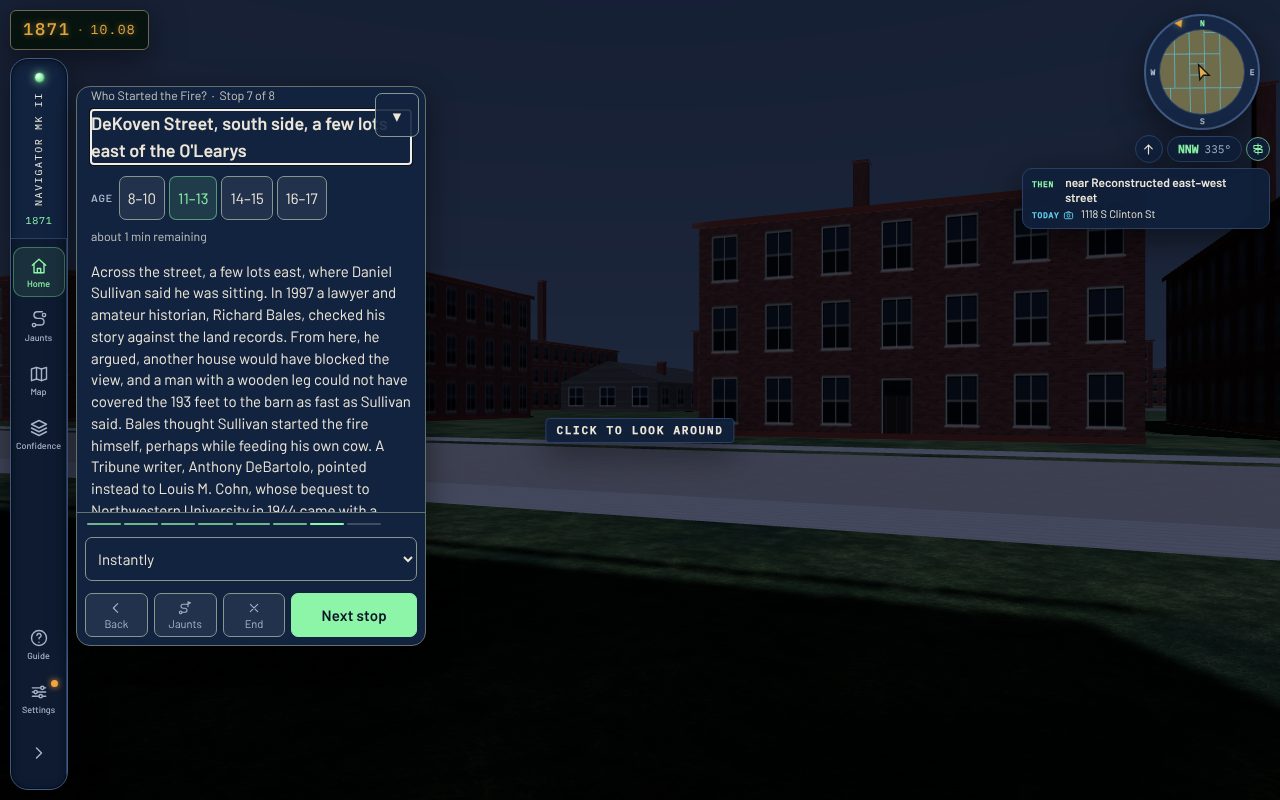 1871 · 10.08
NAVIGATOR MK II
1871
Home
Jaunts
Map
Confidence
Guide
Settings
Who Started the Fire? · Stop 7 of 8
DeKoven Street, south side, a few lots
east of the O'Learys
▼
AGE 8–10 11–13 14–15 16–17
about 1 min remaining
Across the street, a few lots east, where Daniel
Sullivan said he was sitting. In 1997 a lawyer and
amateur historian, Richard Bales, checked his
story against the land records. From here, he
argued, another house would have blocked the
view, and a man with a wooden leg could not have
covered the 193 feet to the barn as fast as Sullivan
said. Bales thought Sullivan started the fire
himself, perhaps while feeding his own cow. A
Tribune writer, Anthony DeBartolo, pointed
instead to Louis M. Cohn, whose bequest to
Northwestern University in 1944 came with a
Instantly
Back
Jaunts
End
Next stop
CLICK TO LOOK AROUND
N
W
E
S
NNW 335°
THEN near Reconstructed east–west
street
TODAY 1118 S Clinton St